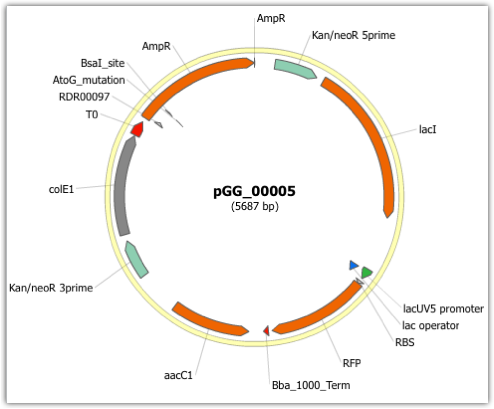 AmpR
Kan/neoR 5prime
AmpR
BsaI_site
AtoG_mutation
RDR00097
T0
lacI
colE1
pGG_00005
(5687 bp)
Kan/neoR 3prime
lacUV5 promoter
lac operator
RBS
RFP
aacC1
Bba_1000_Term